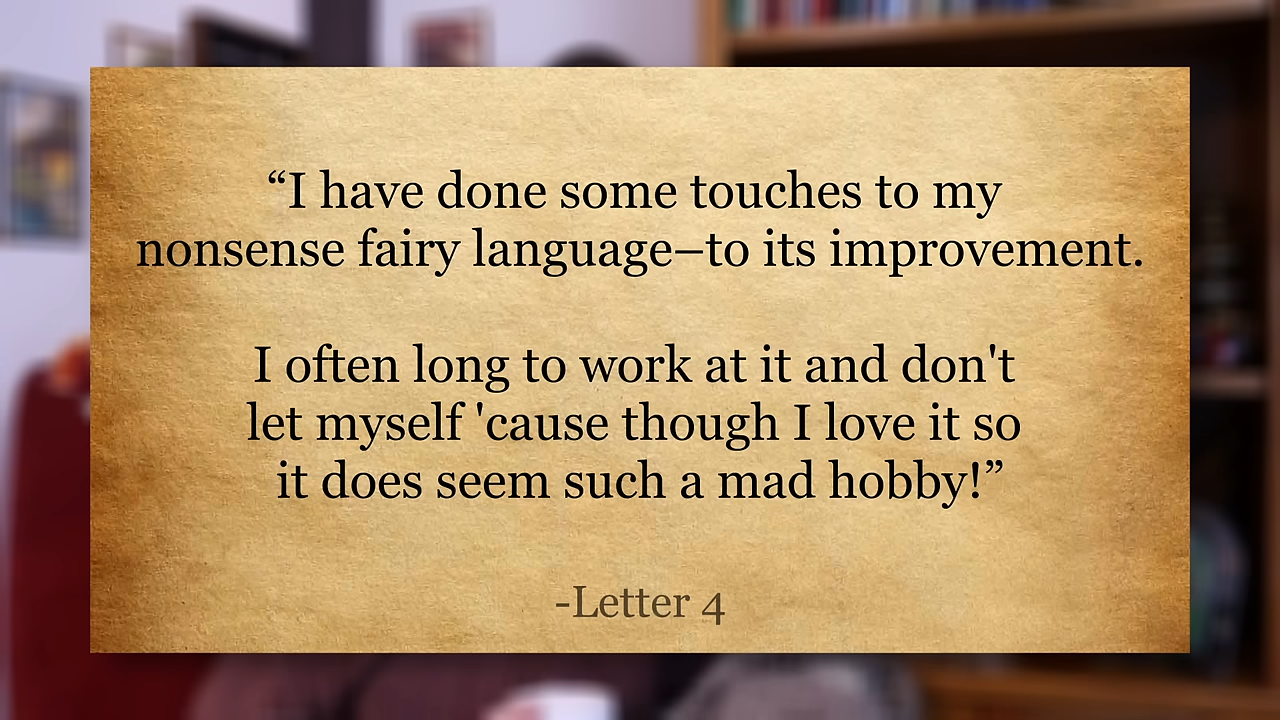 “I have done some touches to my
nonsense fairy language–to its improvement.
I often long to work at it and don't
let myself 'cause though I love it so
it does seem such a mad hobby!”
-Letter 4